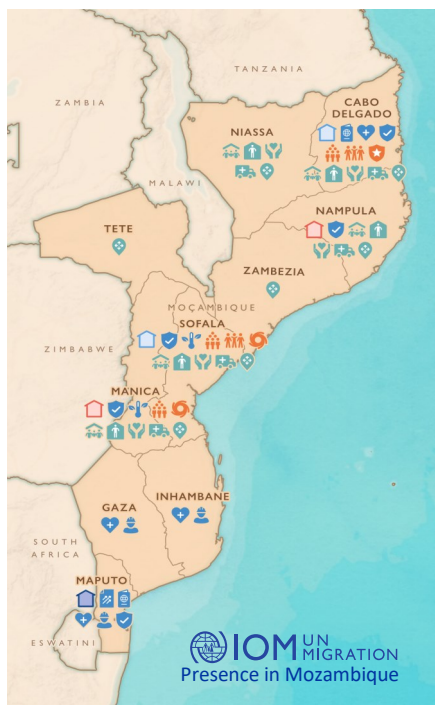 TANZANIA
ZAMBIA
CABO
DELGADO
NIASSA
MALAWI
NAMPULA
TETE
ZAMBEZIA
MOÇAMBIQUE
SOFALA
ZIMBABWE
MANICA
GAZA
INHAMBANE
SOUTH
AFRICA
MAPUTO
ESWATINI
IOM UN
MIGRATION
Presence in Mozambique